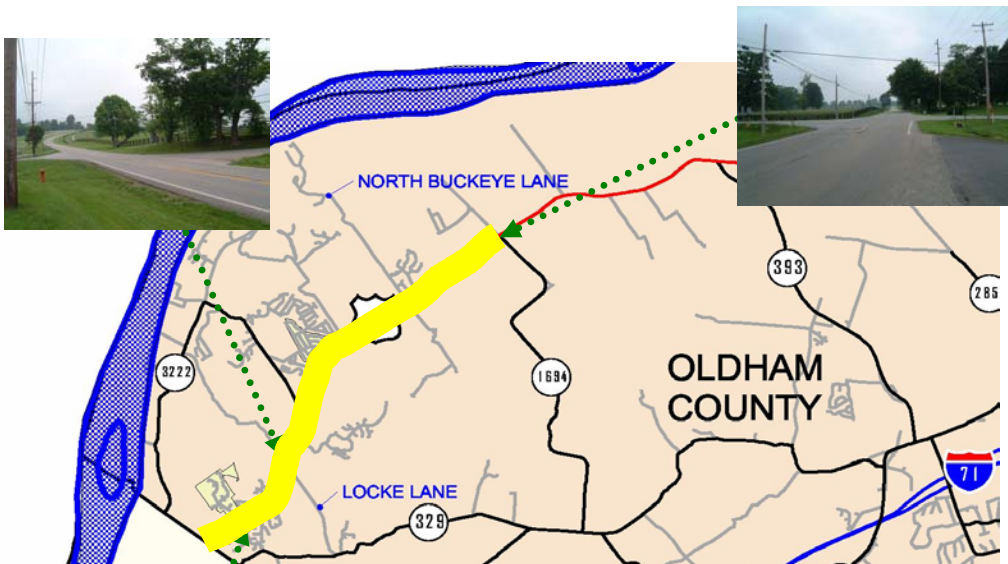 NORTH BUCKEYE LANE
393
285
3222
1694
OLDHAM
COUNTY
71
LOCKE LANE
329